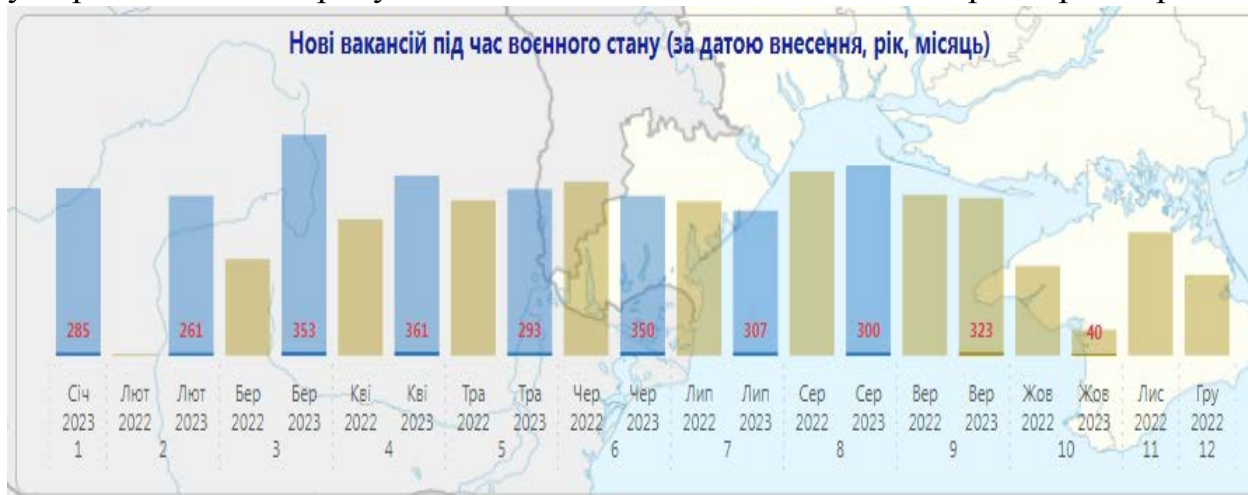 Нові вакансій під час воєнного стану (за датою внесення, рік, місяць)
285 261 353 361 293 350 307 300 323 40
Січ Лют Лют Бер Бер Кві Кві Тра Тра Чер Чер Лип Лип Сер Сер Вер Вер Жов Жов Лис Гру
2023 2022 2023 2022 2023 2022 2023 2022 2023 2022 2023 2022 2023 2022 2023 2022 2023 2022 2023 2022 2022
1 2 3 4 5 6 7 8 9 10 11 12